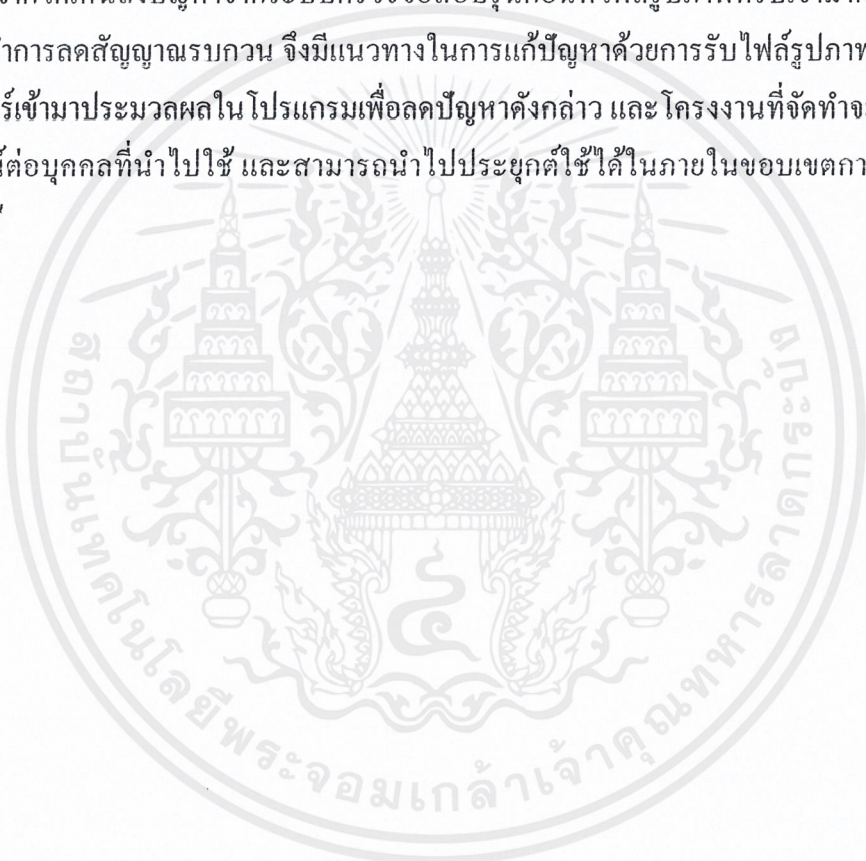 ทำการลดสัญญาณรบกวน จึงมีแนวทางในการแก้ปัญหาด้วยการรับไฟล์รูปภาพ
ร์เข้ามาประมวลผลในโปรแกรมเพื่อลดปัญหาดังกล่าว และโครงงานที่จัดทำจ
ต่อบุคคลที่นำไปใช้ และสามารถนำไปประยุกต์ใช้ได้ในภายในขอบเขตกา
สถาบันเทคโนโลยีพระจอมเกล้าเจ้าคุณทหารลาดกระบัง